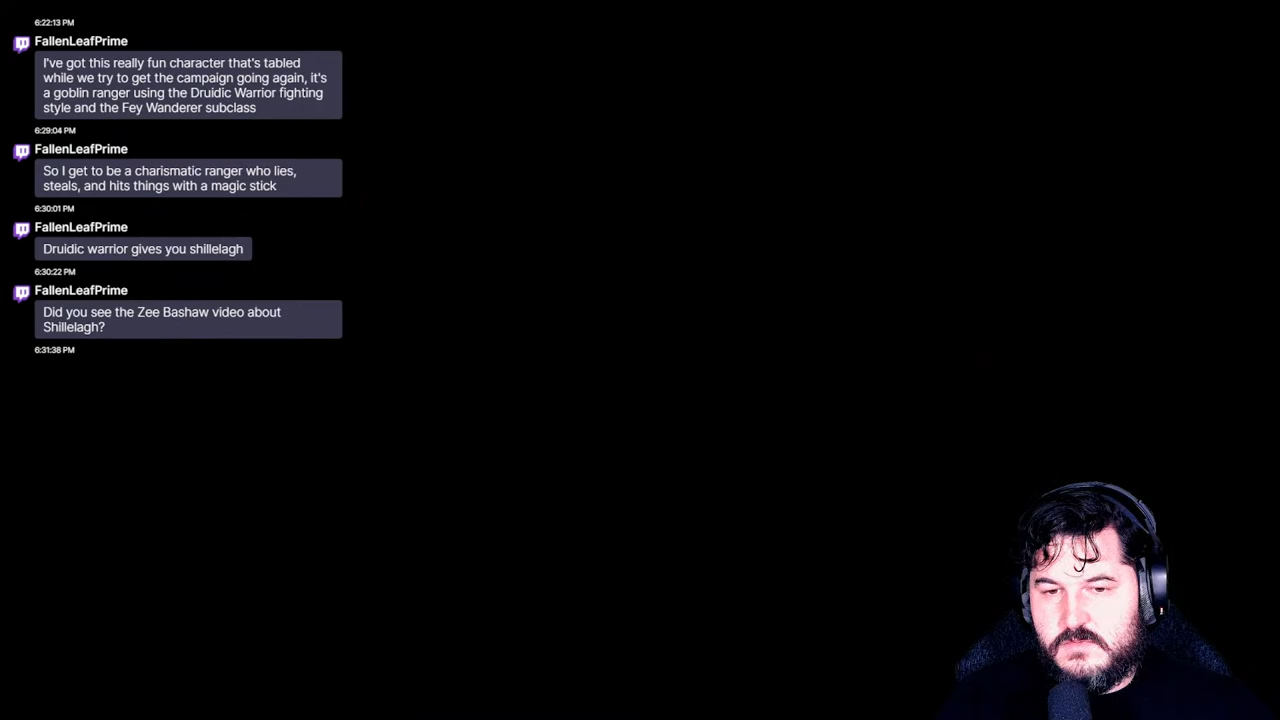 6:22:13 PM
FallenLeafPrime
I've got this really fun character that's tabled
while we try to get the campaign going again, it's
a goblin ranger using the Druidic Warrior fighting
style and the Fey Wanderer subclass
6:29:04 PM
FallenLeafPrime
So I get to be a charismatic ranger who lies,
steals, and hits things with a magic stick
6:30:01 PM
FallenLeafPrime
Druidic warrior gives you shillelagh
6:30:22 PM
FallenLeafPrime
Did you see the Zee Bashaw video about
Shillelagh?
6:31:38 PM